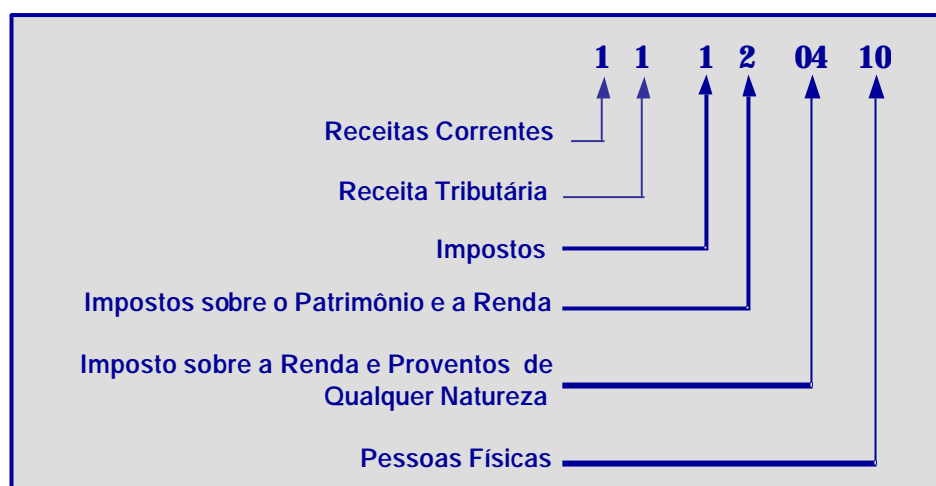 1 1 1 2 04 10
Receitas Correntes
Receita Tributária
Impostos
Impostos sobre o Patrimônio e a Renda
Imposto sobre a Renda e Proventos de
Qualquer Natureza
Pessoas Físicas